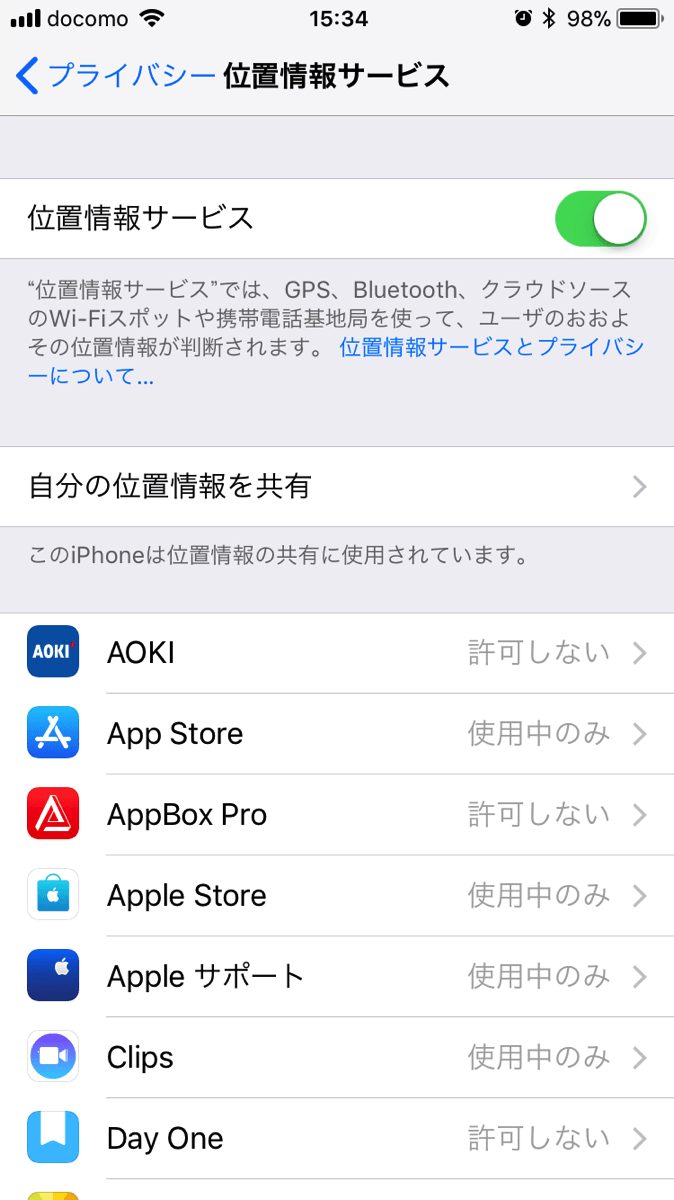 docomo 15:34 98%
プライバシー 位置情報サービス
位置情報サービス
“位置情報サービス”では、GPS、Bluetooth、クラウドソース
のWi-Fiスポットや携帯電話基地局を使って、ユーザのおおよ
その位置情報が判断されます。 位置情報サービスとプライバシ
ーについて...
自分の位置情報を共有
このiPhoneは位置情報の共有に使用されています。
AOKI AOKI 許可しない
App Store 使用中のみ
AppBox Pro 許可しない
Apple Store 使用中のみ
Apple サポート 使用中のみ
Clips 使用中のみ
Day One 許可しない